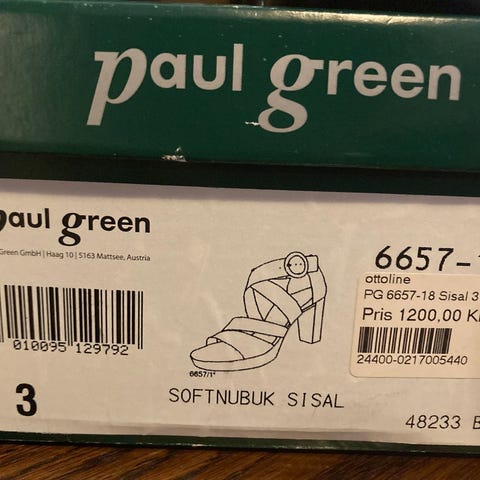 paul green
paul green
Green GmbH | Haag 10 | 5163 Mattsee, Austria
6657-
ottoline
PG 6657-18 Sisal 3
Pris 1200,00
24400-0217005440
010095 129792
6657/1*
3
SOFTNUBUK SISAL
48233